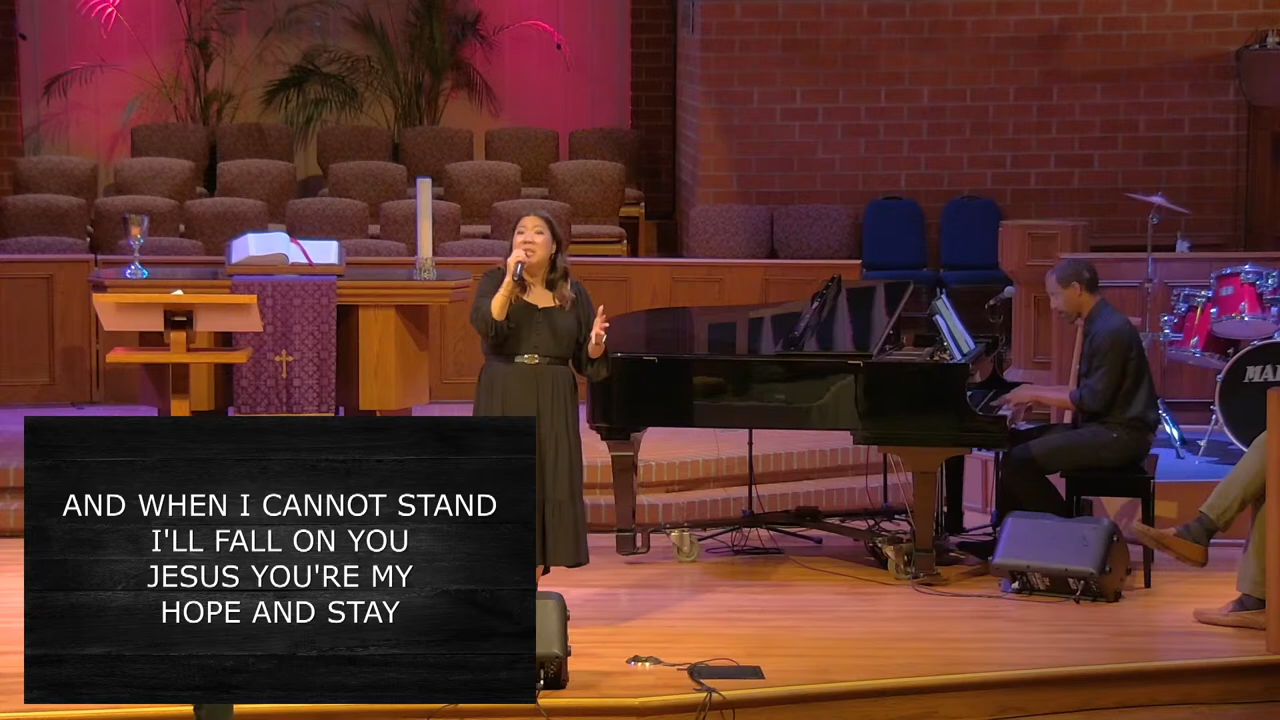 AND WHEN I CANNOT STAND
I'LL FALL ON YOU
JESUS YOU'RE MY
HOPE AND STAY